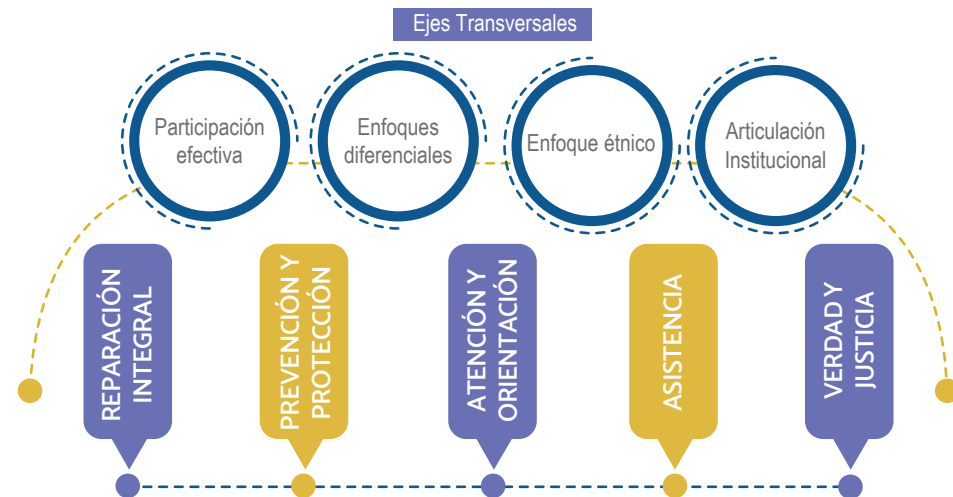 Ejes Transversales
Participación
efectiva
Enfoques
diferenciales
Enfoque étnico
Articulación
Institucional
REPARACIÓN
INTEGRAL
PREVENCIÓN Y
PROTECCIÓN
ATENCIÓN Y
ORIENTACIÓN
ASISTENCIA
VERDAD Y
JUSTICIA